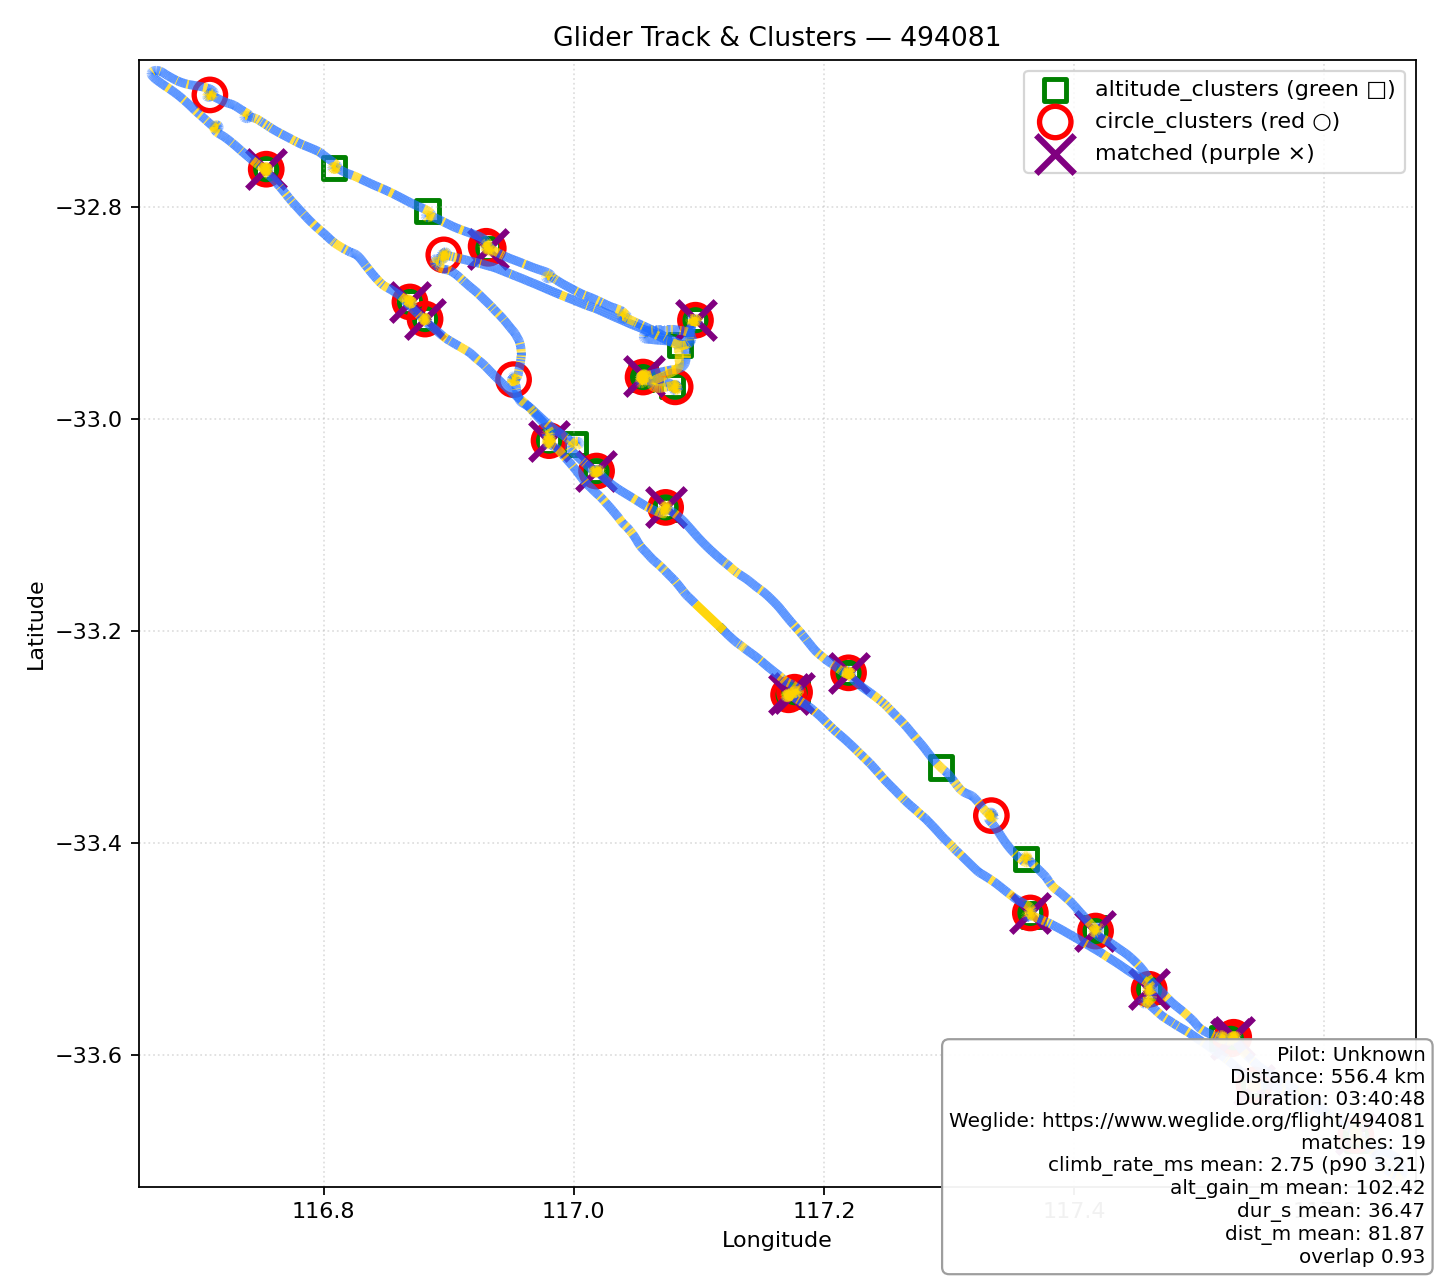 Glider Track & Clusters — 494081
altitude_clusters (green □)
circle_clusters (red ○)
matched (purple ×)
−32.8
−33.0
−33.2
−33.4
−33.6
Latitude
116.8
117.0
117.2
117.4
Longitude
Pilot: Unknown
Distance: 556.4 km
Duration: 03:40:48
Weglide: https://www.weglide.org/flight/494081
matches: 19
climb_rate_ms mean: 2.75 (p90 3.21)
alt_gain_m mean: 102.42
dur_s mean: 36.47
dist_m mean: 81.87
overlap 0.93